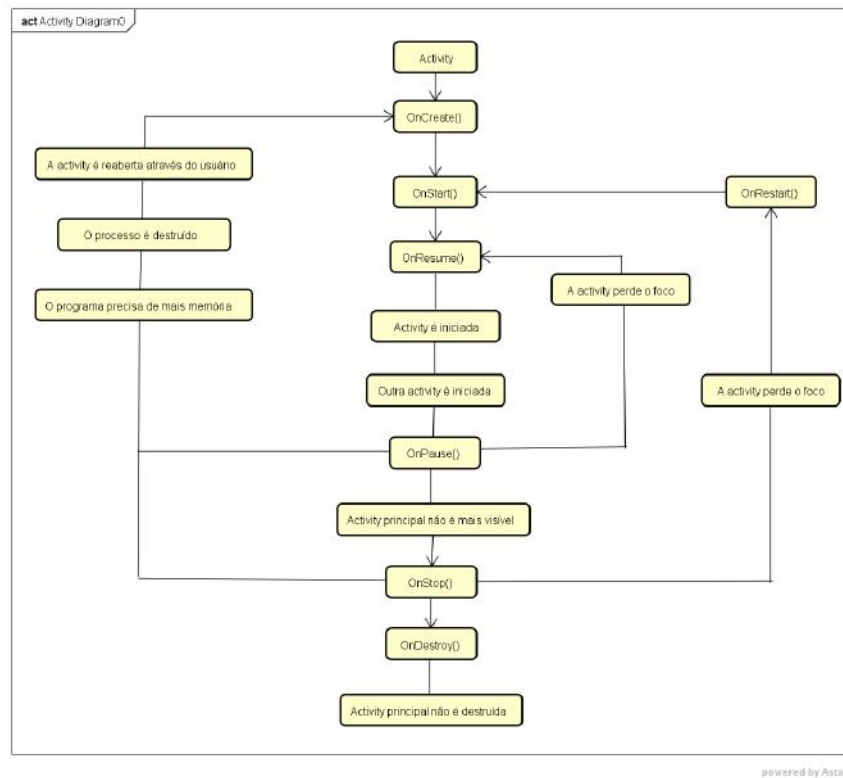 act Activity Diagram0
Activity
OnCreate()
A activity é reaberta através do usuário
OnStart()
OnRestart()
O processo é destruído
OnResume()
A activity perde o foco
O programa precisa de mais memória
Activity é iniciada
Outra activity é iniciada
A activity perde o foco
OnPause()
Activity principal não é mais visível
OnStop()
OnDestroy()
Activity principal não é destruída
powered by Asta